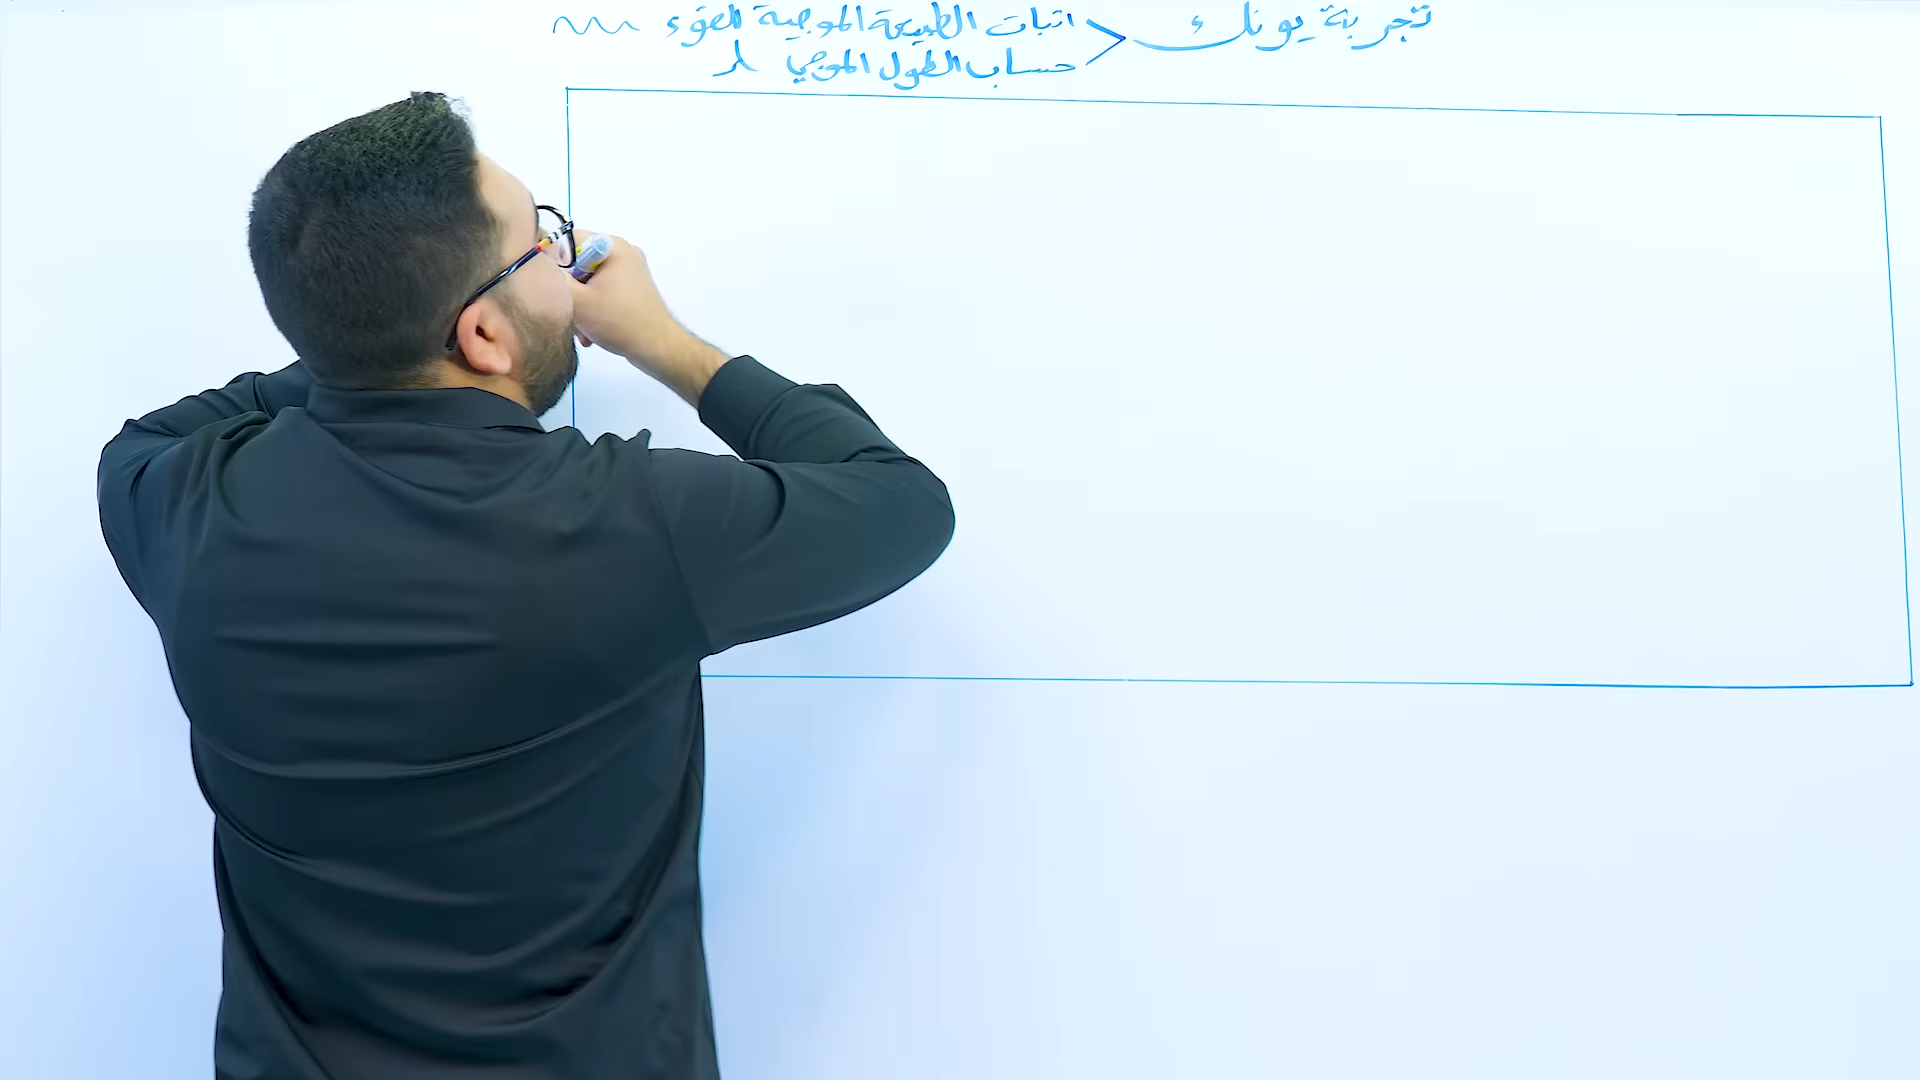 تجربة يونك
اثبات الطبيعة الموجية للضوء
حساب الطول الموجي λ